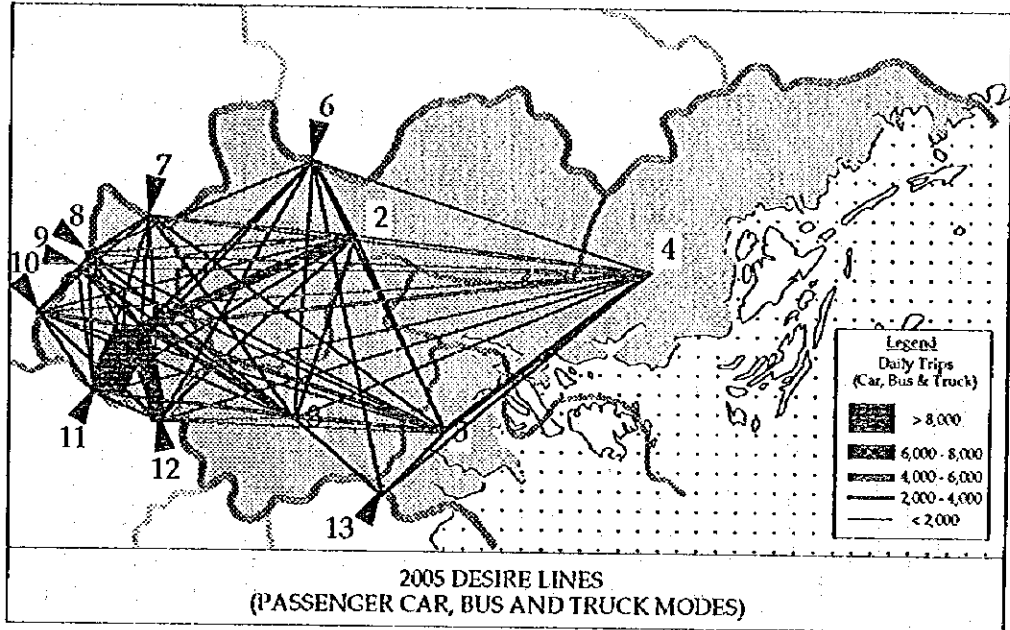 6
7
2
8
9
4
10
11
12
13
Legend
Daily Trips
(Car, Bus & Truck)
> 8,000
6,000 - 8,000
4,000 - 6,000
2,000 - 4,000
< 2,000
2005 DESIRE LINES
(PASSENGER CAR, BUS AND TRUCK MODES)